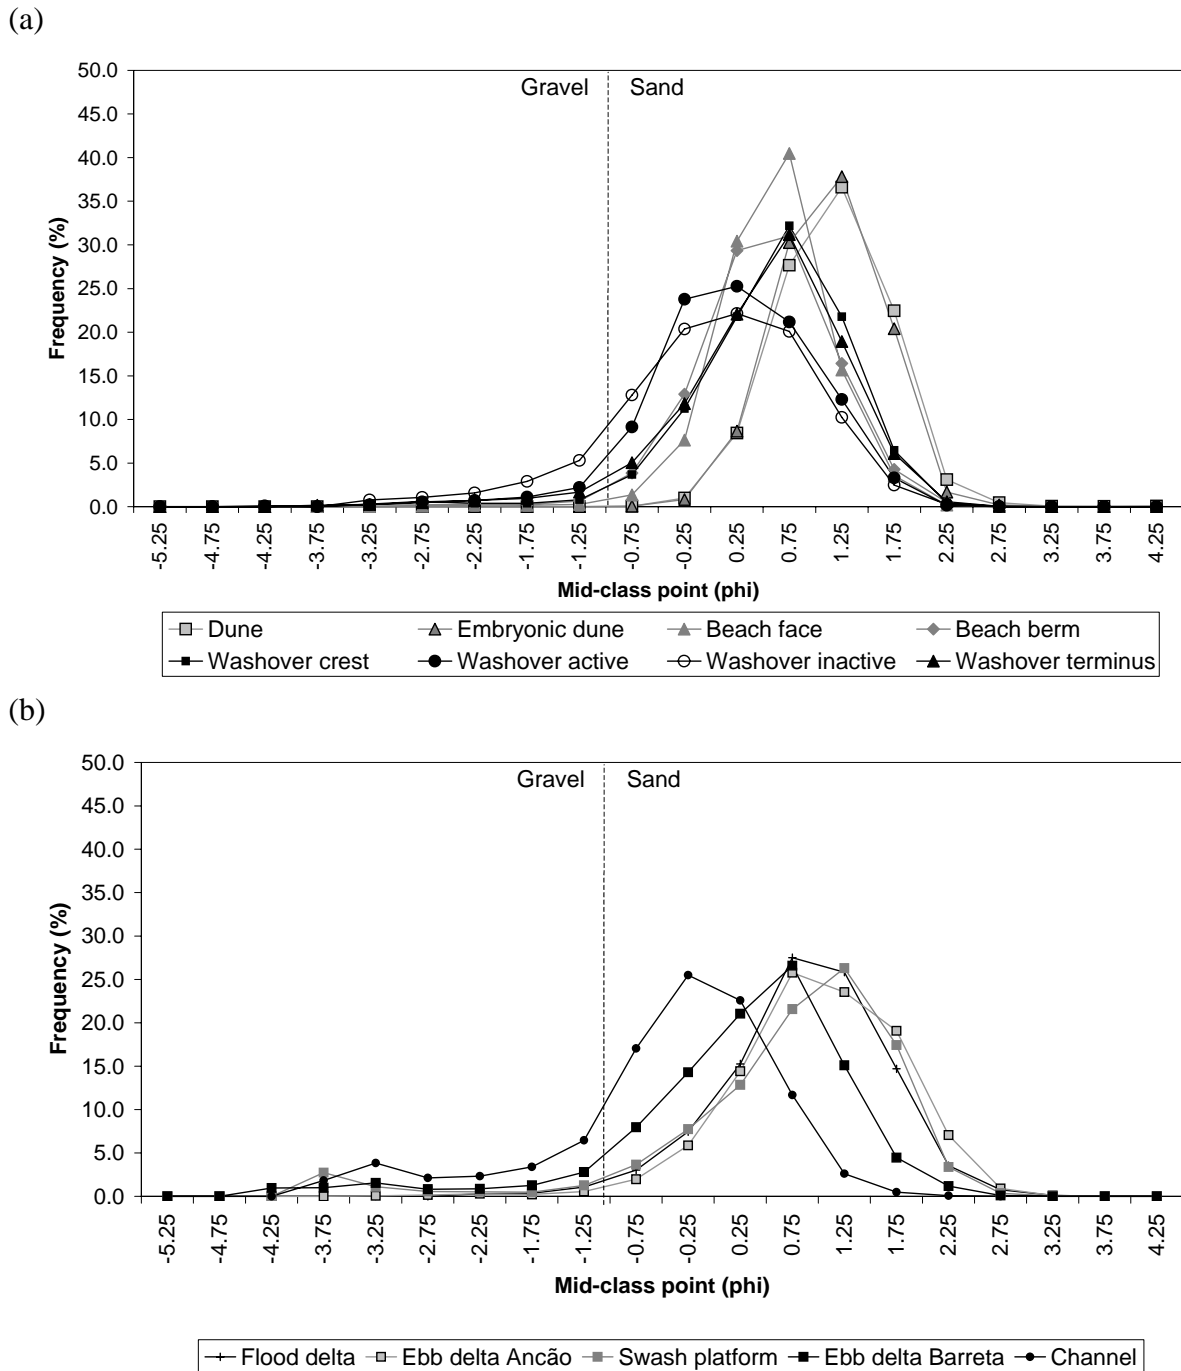 (a)
50.0
45.0
40.0
35.0
30.0
25.0
20.0
15.0
10.0
5.0
0.0
Frequency (%)
Gravel Sand
-5.25 -4.75 -4.25 -3.75 -3.25 -2.75 -2.25 -1.75 -1.25 -0.75 -0.25 0.25 0.75 1.25 1.75 2.25 2.75 3.25 3.75 4.25
Mid-class point (phi)
Dune Embryonic dune Beach face Beach berm
Washover crest Washover active Washover inactive Washover terminus
(b)
50.0
45.0
40.0
35.0
30.0
25.0
20.0
15.0
10.0
5.0
0.0
Frequency (%)
Gravel Sand
-5.25 -4.75 -4.25 -3.75 -3.25 -2.75 -2.25 -1.75 -1.25 -0.75 -0.25 0.25 0.75 1.25 1.75 2.25 2.75 3.25 3.75 4.25
Mid-class point (phi)
Flood delta Ebb delta Ancão Swash platform Ebb delta Barreta Channel